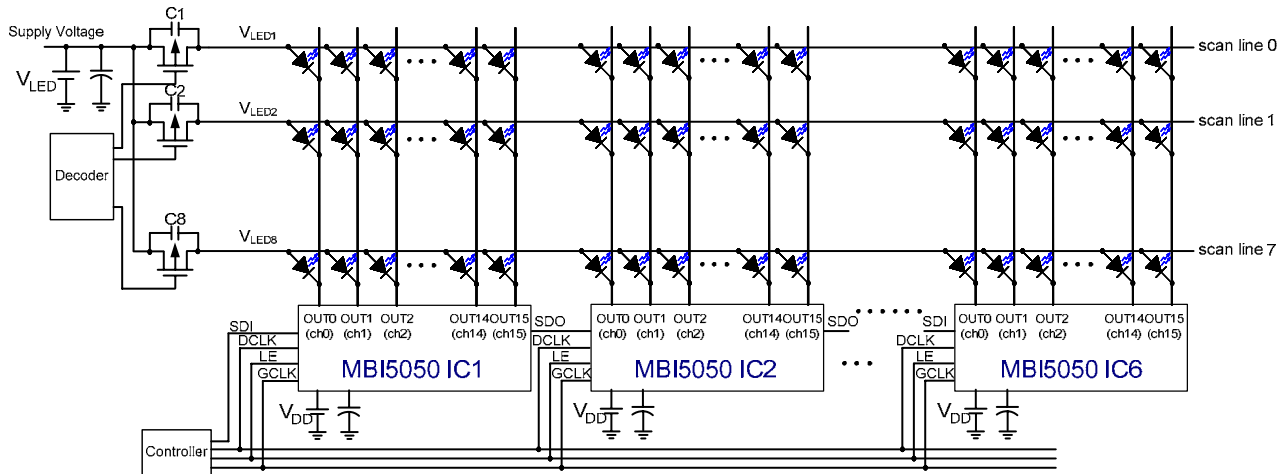 C1
Supply Voltage
VLED1
scan line 0
VLED
C2
VLED2
scan line 1
Decoder
C8
VLED8
scan line 7
OUT0 OUT1 OUT2 OUT14 OUT15
(ch0) (ch1) (ch2) (ch14) (ch15)
OUT0 OUT1 OUT2 OUT14 OUT15
(ch0) (ch1) (ch2) (ch14) (ch15)
OUT0 OUT1 OUT2 OUT14 OUT15
(ch0) (ch1) (ch2) (ch14) (ch15)
SDI
DCLK
LE
GCLK
MBI5050 IC1
SDO
DCLK
LE
GCLK
MBI5050 IC2
SDO
SDI
DCLK
LE
GCLK
MBI5050 IC6
VDD
VDD
VDD
Controller